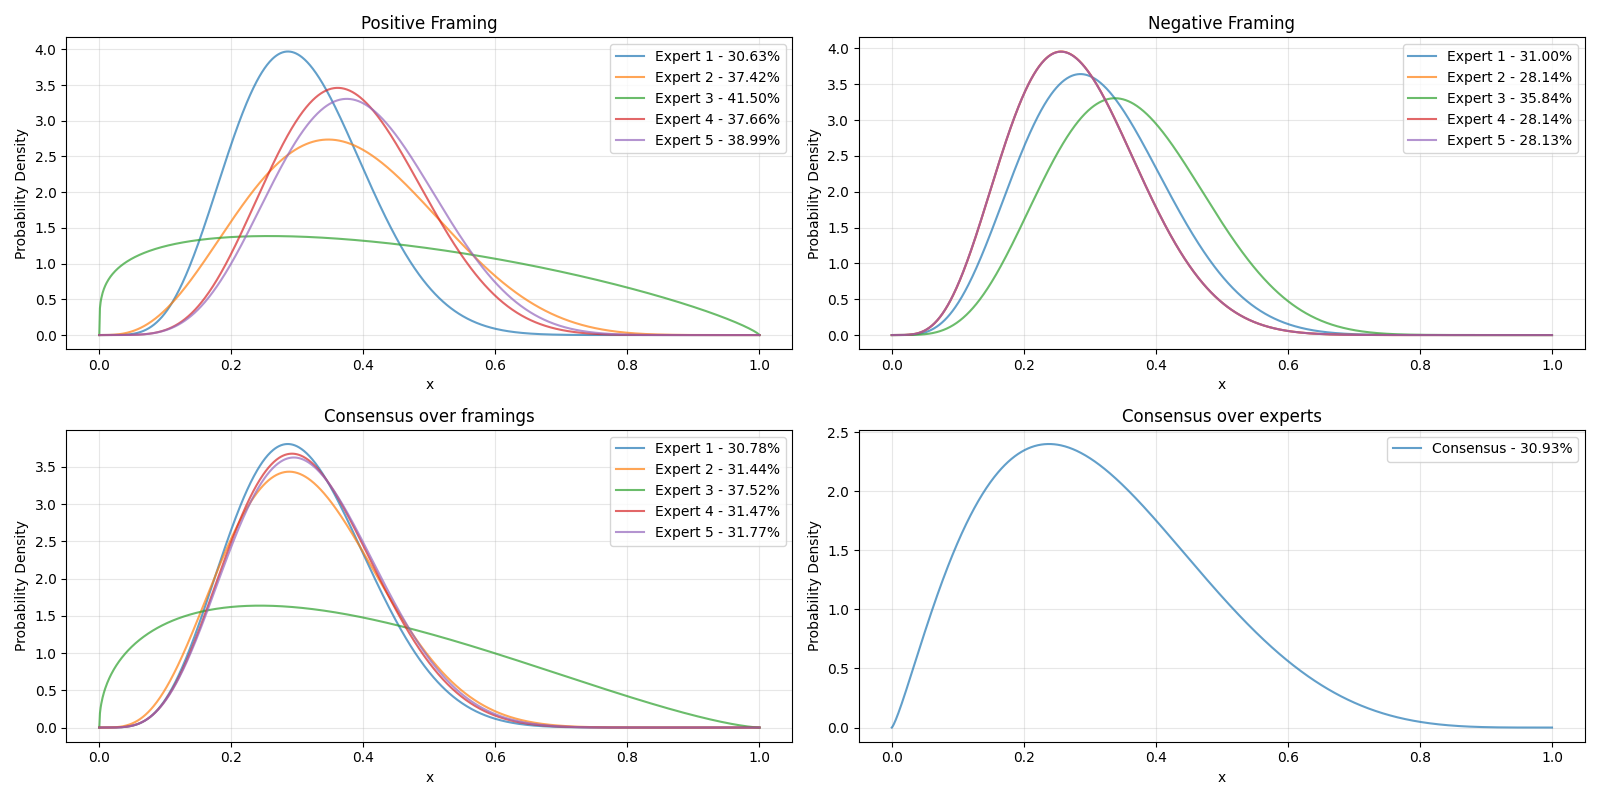 Positive Framing
Probability Density
4.0
3.5
3.0
2.5
2.0
1.5
1.0
0.5
0.0
Expert 1 - 30.63%
Expert 2 - 37.42%
Expert 3 - 41.50%
Expert 4 - 37.66%
Expert 5 - 38.99%
0.0 0.2 0.4 0.6 0.8 1.0
x
Negative Framing
Probability Density
4.0
3.5
3.0
2.5
2.0
1.5
1.0
0.5
0.0
Expert 1 - 31.00%
Expert 2 - 28.14%
Expert 3 - 35.84%
Expert 4 - 28.14%
Expert 5 - 28.13%
0.0 0.2 0.4 0.6 0.8 1.0
x
Consensus over framings
Probability Density
3.5
3.0
2.5
2.0
1.5
1.0
0.5
0.0
Expert 1 - 30.78%
Expert 2 - 31.44%
Expert 3 - 37.52%
Expert 4 - 31.47%
Expert 5 - 31.77%
0.0 0.2 0.4 0.6 0.8 1.0
x
Consensus over experts
Probability Density
2.5
2.0
1.5
1.0
0.5
0.0
Consensus - 30.93%
0.0 0.2 0.4 0.6 0.8 1.0
x